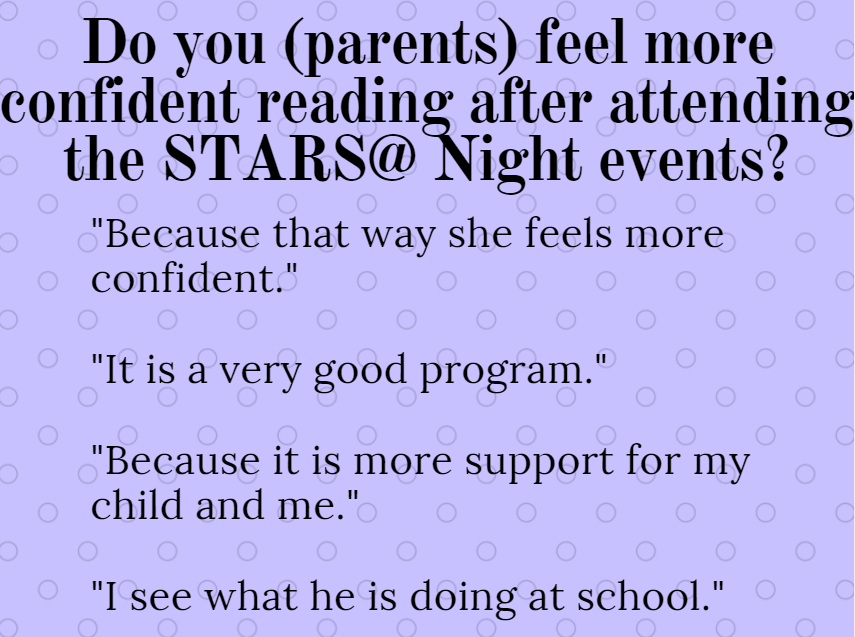 Do you (parents) feel more
confident reading after attending
the STARS@ Night events?
"Because that way she feels more
confident."
"It is a very good program."
"Because it is more support for my
child and me."
"I see what he is doing at school."